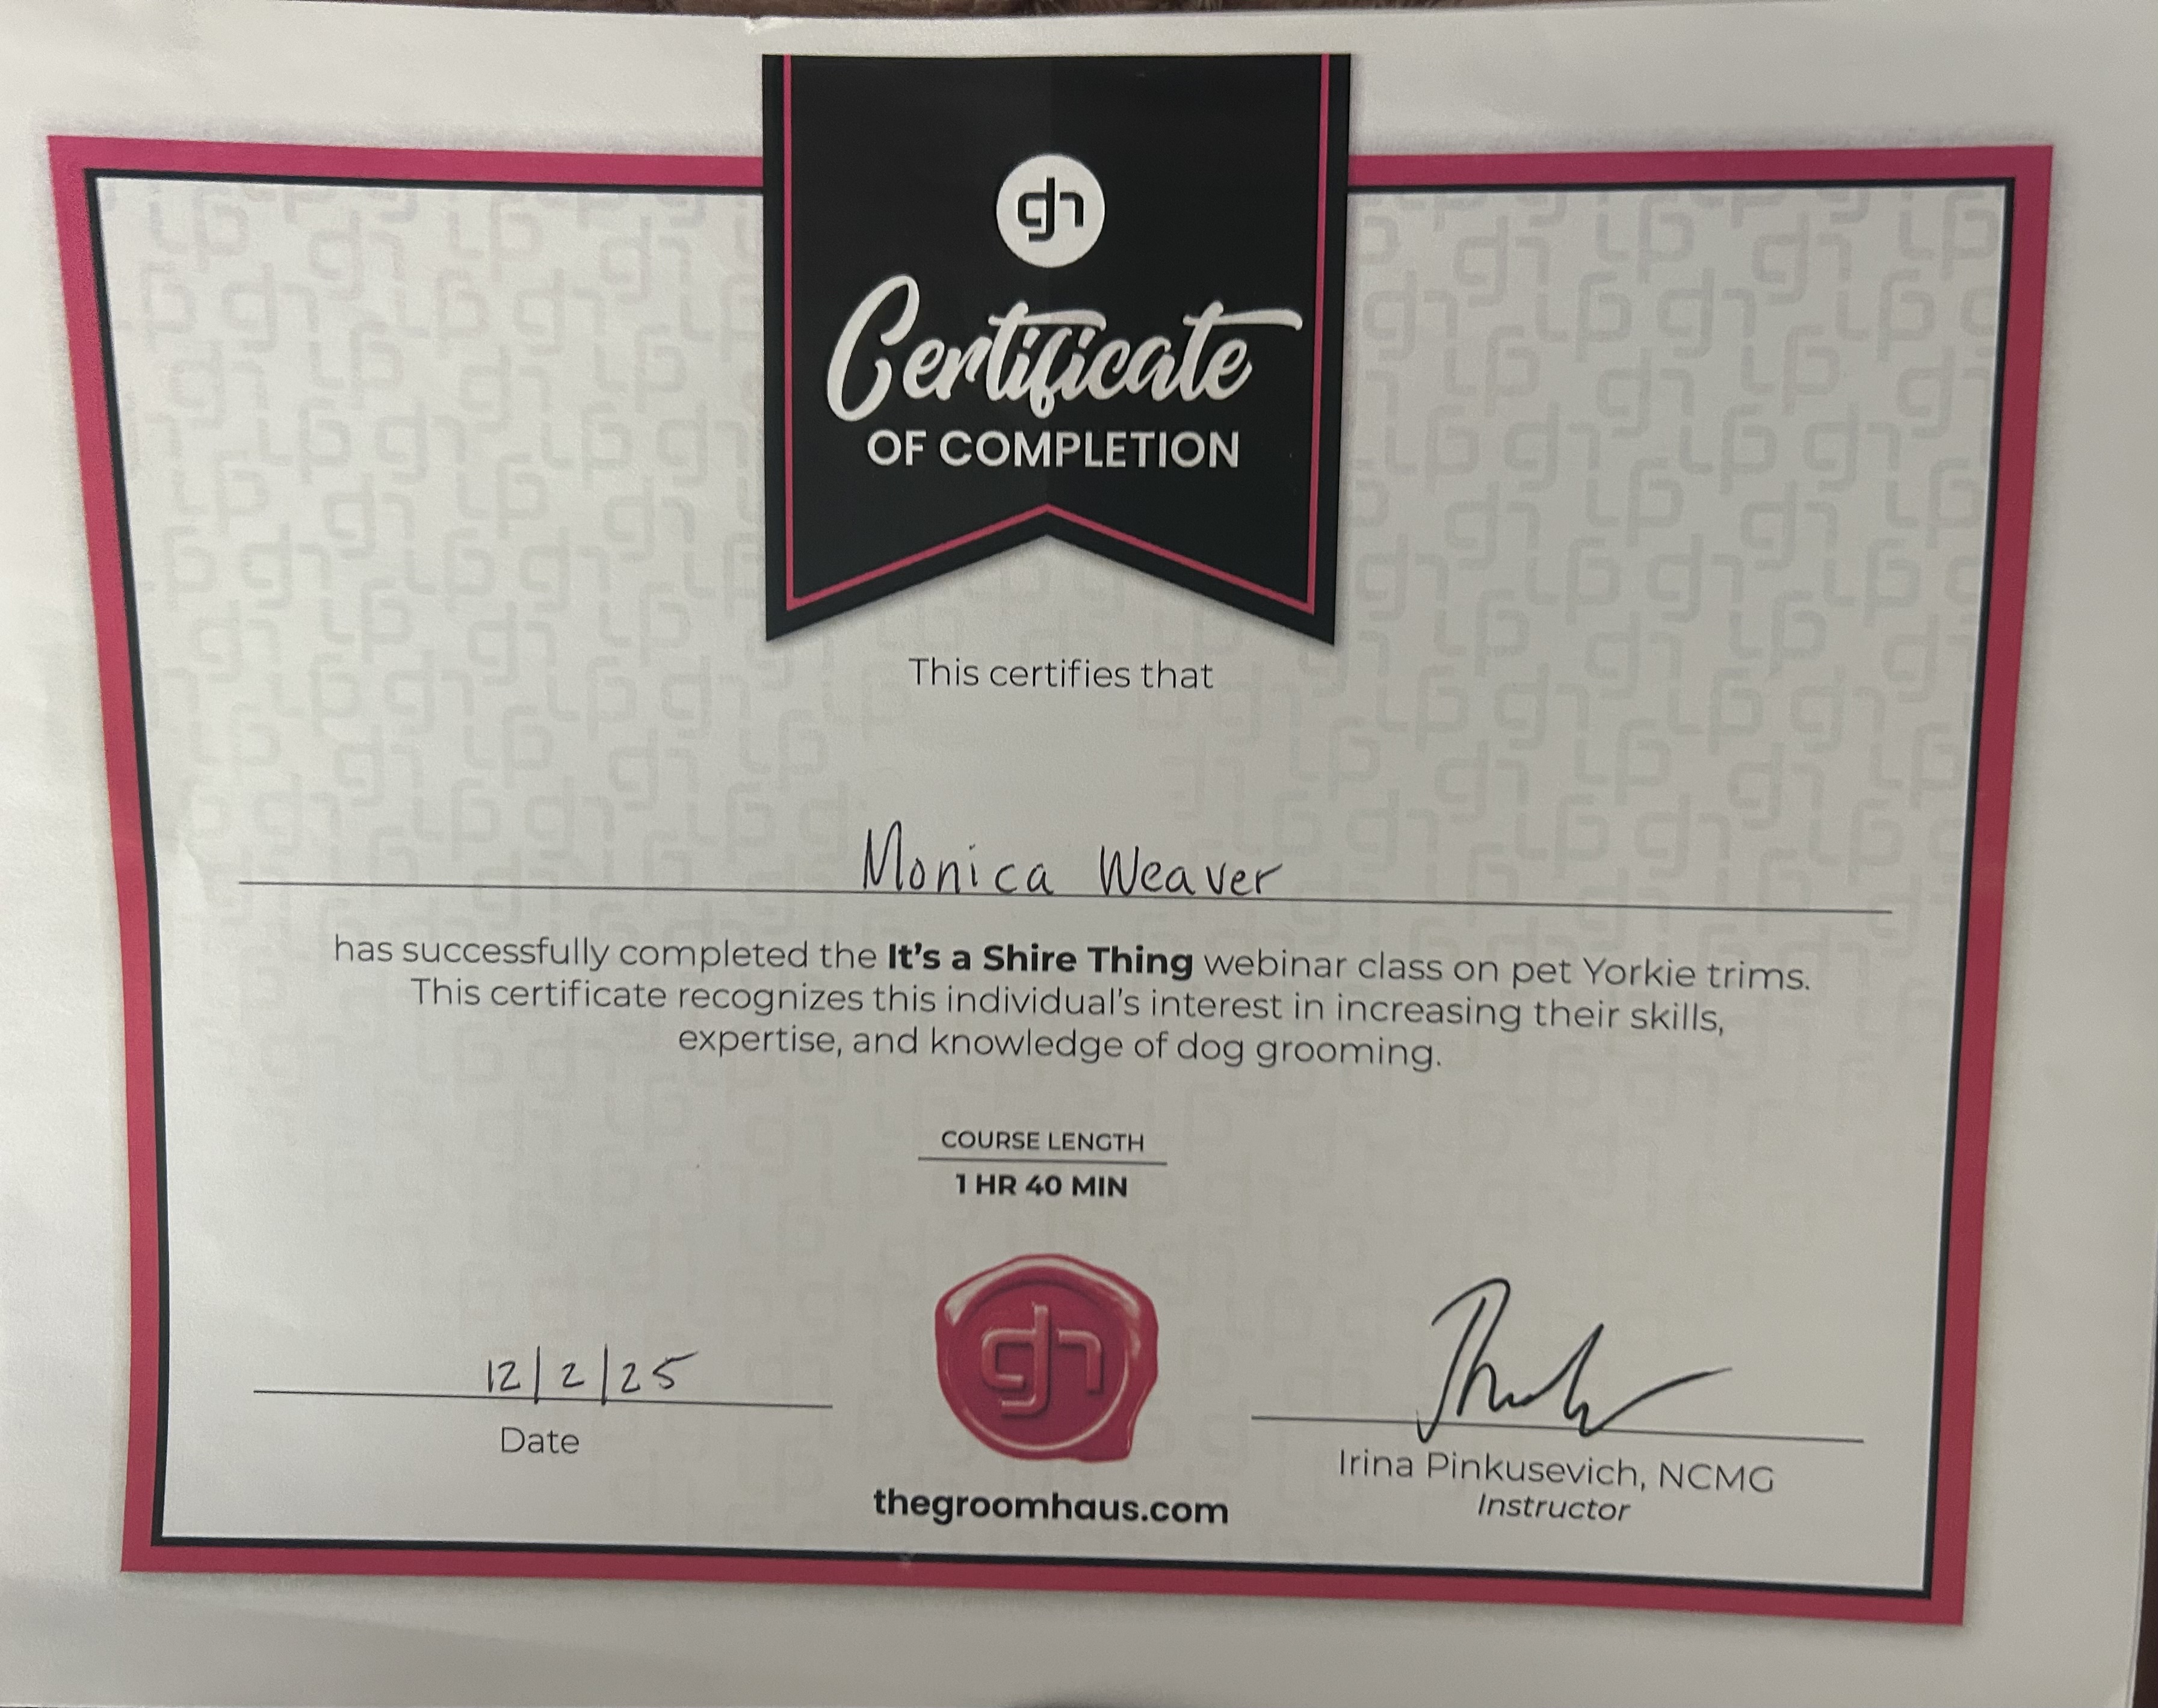 gh
Certificate
OF COMPLETION
This certifies that
Monica Weaver
has successfully completed the It's a Shire Thing webinar class on pet Yorkie trims.
This certificate recognizes this individual's interest in increasing their skills,
expertise, and knowledge of dog grooming.
COURSE LENGTH
1 HR 40 MIN
12/2/25
Date
gh
thegroomhaus.com
Irina Pinkusevich, NCMG
Instructor